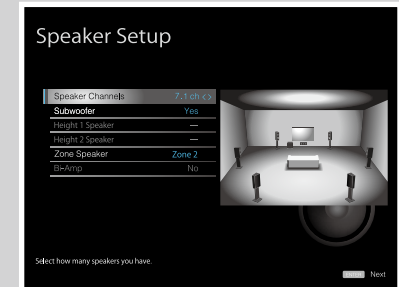 Speaker Setup
Speaker Channels 7.1 ch < >
Subwoofer Yes
Height 1 Speaker —
Height 2 Speaker —
Zone Speaker Zone 2
Bi-Amp No
Select how many speakers you have.
ENTER Next